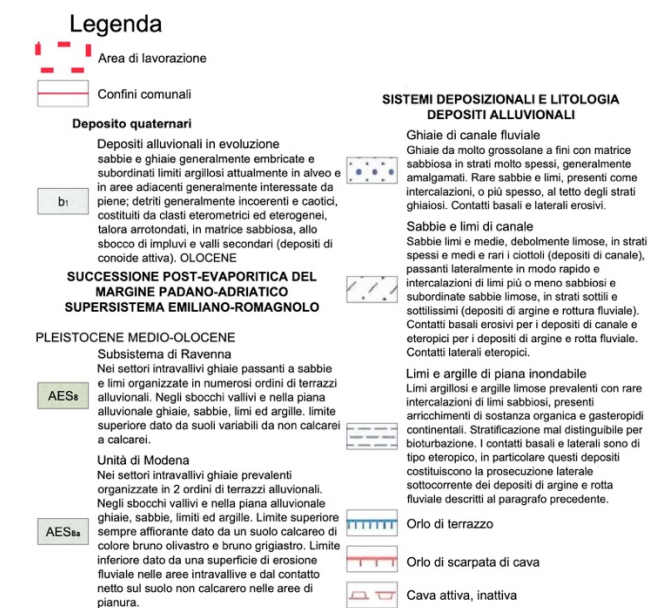 Legenda
Area di lavorazione
Confini comunali
Deposito quaternari
Depositi alluvionali in evoluzione
sabbie e ghiaie generalmente embricate e
subordinati limiti argillosi attualmente in alveo e
in aree adiacenti generalmente interessate da
piene; detriti generalmente incoerenti e caotici,
costituiti da clasti eterometrici ed eterogenei,
talora arrotondati, in matrice sabbiosa, allo
sbocco di impluvi e valli secondari (depositi di
conoide attiva). OLOCENE
b1
SUCCESSIONE POST-EVAPORITICA DEL
MARGINE PADANO-ADRIATICO
SUPERSISTEMA EMILIANO-ROMAGNOLO
PLEISTOCENE MEDIO-OLOCENE
Subsistema di Ravenna
Nei settori intravallivi ghiaie passanti a sabbie
e limi organizzate in numerosi ordini di terrazzi
alluvionali. Negli sbocchi vallivi e nella piana
alluvionale ghiaie, sabbie, limi ed argille. limite
superiore dato da suoli variabili da non calcarei
a calcarei.
AES8
Unità di Modena
Nei settori intravallivi ghiaie prevalenti
organizzate in 2 ordini di terrazzi alluvionali.
Negli sbocchi vallivi e nella piana alluvionale
ghiaie, sabbie, limiti ed argille. Limite superiore
sempre affiorante dato da un suolo calcareo di
colore bruno olivastro e bruno grigiastro. Limite
inferiore dato da una superficie di erosione
fluviale nelle aree intravallive e dal contatto
netto sul suolo non calcareo nelle aree di
pianura.
AES8a
SISTEMI DEPOSIZIONALI E LITOLOGIA
DEPOSITI ALLUVIONALI
Ghiaie di canale fluviale
Ghiaie da molto grossolane a fini con matrice
sabbiosa in strati molto spessi, generalmente
amalgamati. Rare sabbie e limi, presenti come
intercalazioni, o più spesso, al tetto degli strati
ghiaiosi. Contatti basali e laterali erosivi.
Sabbie e limi di canale
Sabbie limi e medie, debolmente limose, in strati
spessi e medi e rari i ciottoli (depositi di canale),
passanti lateralmente in modo rapido e
intercalazioni di limi più o meno sabbiosi e
subordinate sabbie limose, in strati sottili e
sottilissimi (depositi di argine e rottura fluviale).
Contatti basali erosivi per i depositi di canale e
eteropici per i depositi di argine e rotta fluviale.
Contatti laterali eteropici.
Limi e argille di piana inondabile
Limi argillosi e argille limose prevalenti con rare
intercalazioni di limi sabbiosi, presenti
arricchimenti di sostanza organica e gasteropidi
continentali. Stratificazione mal distinguibile per
bioturbazione. I contatti basali e laterali sono di
tipo eteropico, in particolare questi depositi
costituiscono la prosecuzione laterale
sottocorrente dei depositi di argine e rotta
fluviale descritti al paragrafo precedente.
Orlo di terrazzo
Orlo di scarpata di cava
Cava attiva, inattiva